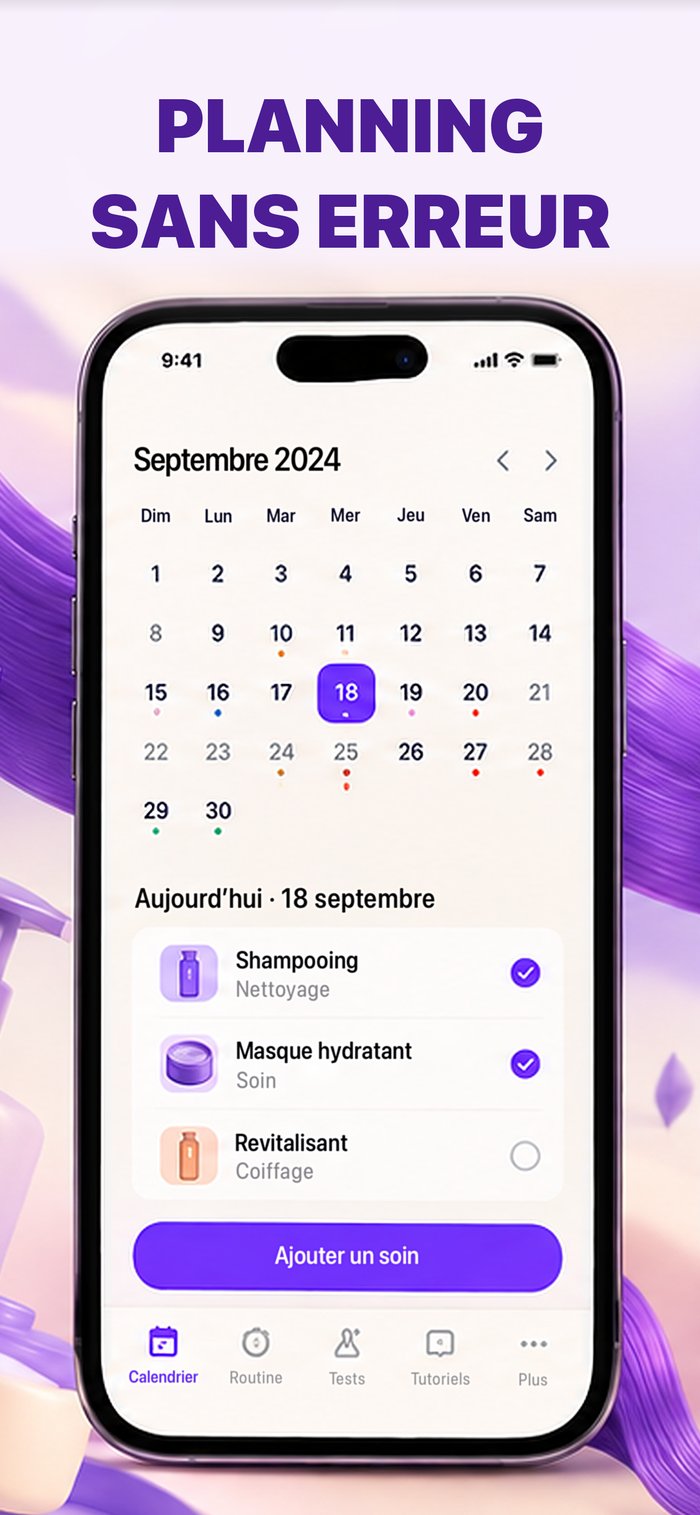 PLANNING
SANS ERREUR
9:41
Septembre 2024
Dim Lun Mar Mer Jeu Ven Sam
1 2 3 4 5 6 7
8 9 10 11 12 13 14
15 16 17 18 19 20 21
22 23 24 25 26 27 28
29 30
Aujourd’hui · 18 septembre
Shampooing
Nettoyage
Masque hydratant
Soin
Revitalisant
Coiffage
Ajouter un soin
Calendrier Routine Tests Tutoriels Plus